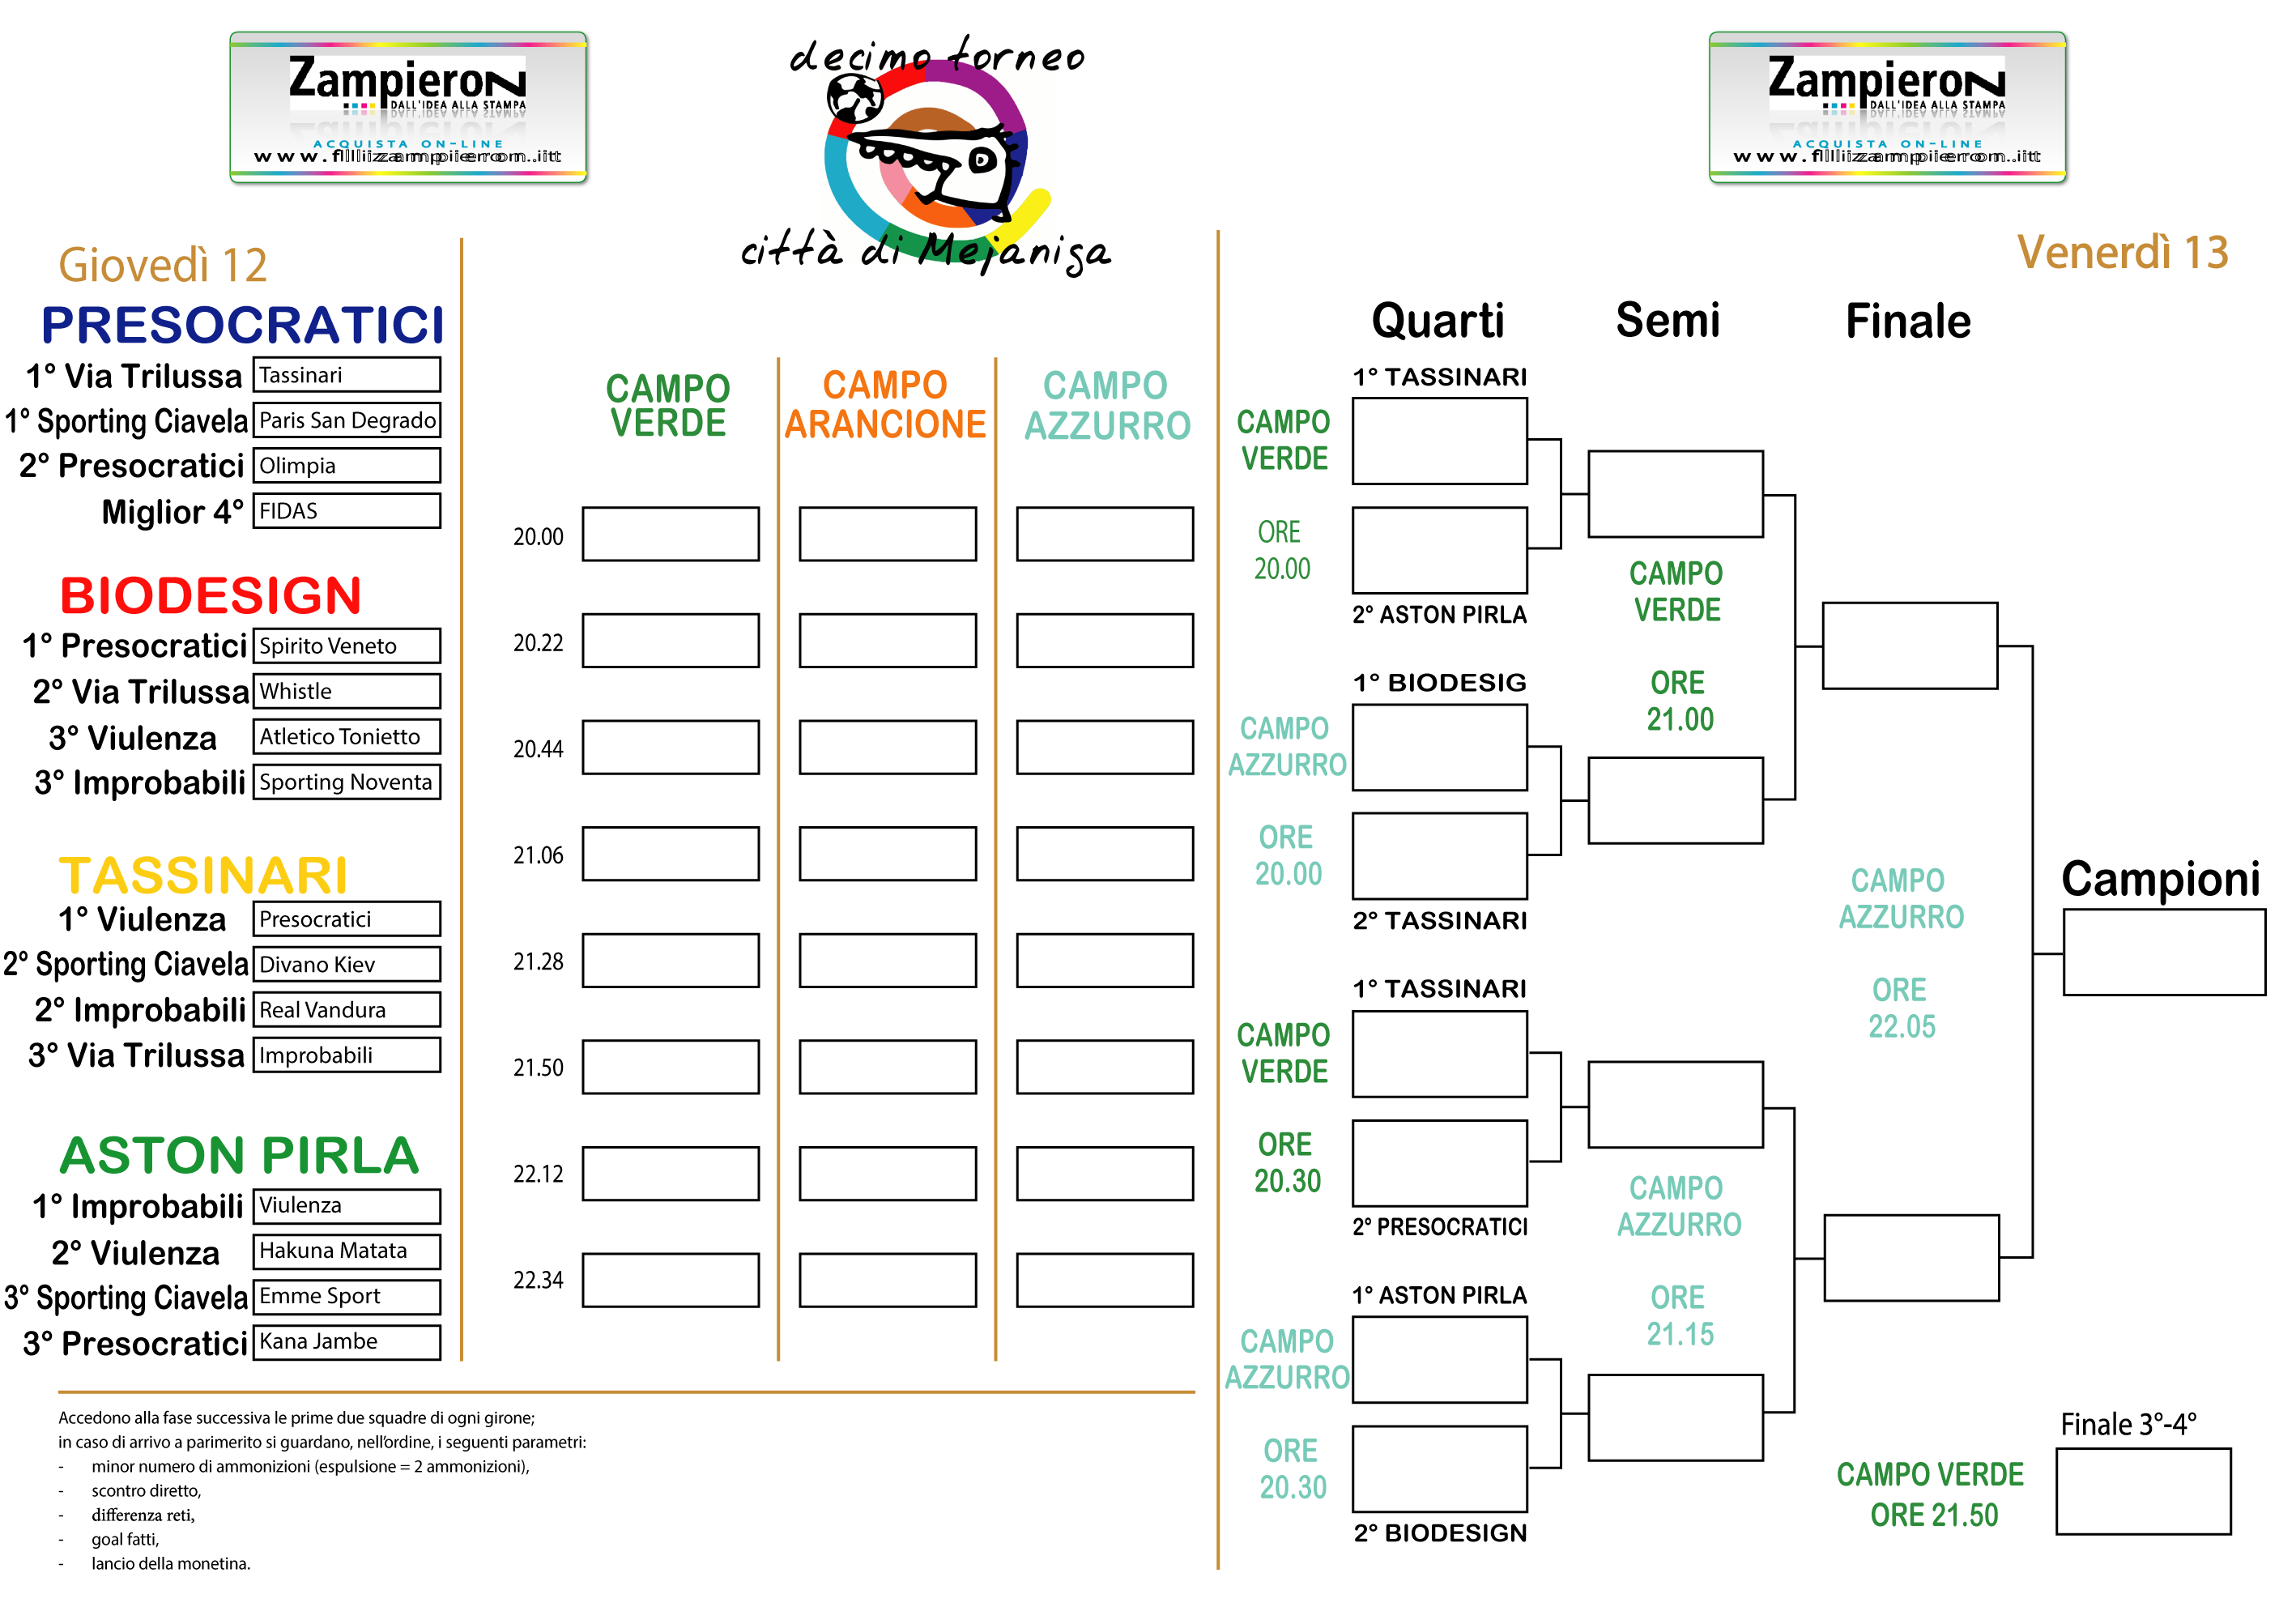 Zampieron
DALL'IDEA ALLA STAMPA
ACQUISTA ON-LINE
decimo torneo
città di Mejaniga
Zampieron
DALL'IDEA ALLA STAMPA
ACQUISTA ON-LINE
Giovedì 12
PRESOCRATICI
1° Via Trilussa Tassinari
1° Sporting Ciavela Paris San Degrado
2° Presocratici Olimpia
Miglior 4° FIDAS
BIODESIGN
1° Presocratici Spirito Veneto
2° Via Trilussa Whistle
3° Viulenza Atletico Tonietto
3° Improbabili Sporting Noventa
TASSINARI
1° Viulenza Presocratici
2° Sporting Ciavela Divano Kiev
2° Improbabili Real Vandura
3° Via Trilussa Improbabili
ASTON PIRLA
1° Improbabili Viulenza
2° Viulenza Hakuna Matata
3° Sporting Ciavela Emme Sport
3° Presocratici Kana Jambe
CAMPO
VERDE
CAMPO
ARANCIONE
CAMPO
AZZURRO
20.00
20.22
20.44
21.06
21.28
21.50
22.12
22.34
Accedono alla fase successiva le prime due squadre di ogni girone;
in caso di arrivo a parimerito si guardano, nell'ordine, i seguenti parametri:
- minor numero di ammonizioni (espulsione = 2 ammonizioni),
- scontro diretto,
- differenza reti,
- goal fatti,
- lancio della monetina.
Venerdì 13
Quarti
Semi
Finale
1° TASSINARI
CAMPO
VERDE
ORE
20.00
2° ASTON PIRLA
1° BIODESIG
CAMPO
AZZURRO
ORE
20.00
2° TASSINARI
1° TASSINARI
CAMPO
VERDE
ORE
20.30
2° PRESOCRATICI
1° ASTON PIRLA
CAMPO
AZZURRO
ORE
20.30
2° BIODESIGN
CAMPO
VERDE
ORE
21.00
CAMPO
AZZURRO
ORE
21.15
CAMPO
AZZURRO
ORE
22.05
Campioni
Finale 3°-4°
CAMPO VERDE
ORE 21.50